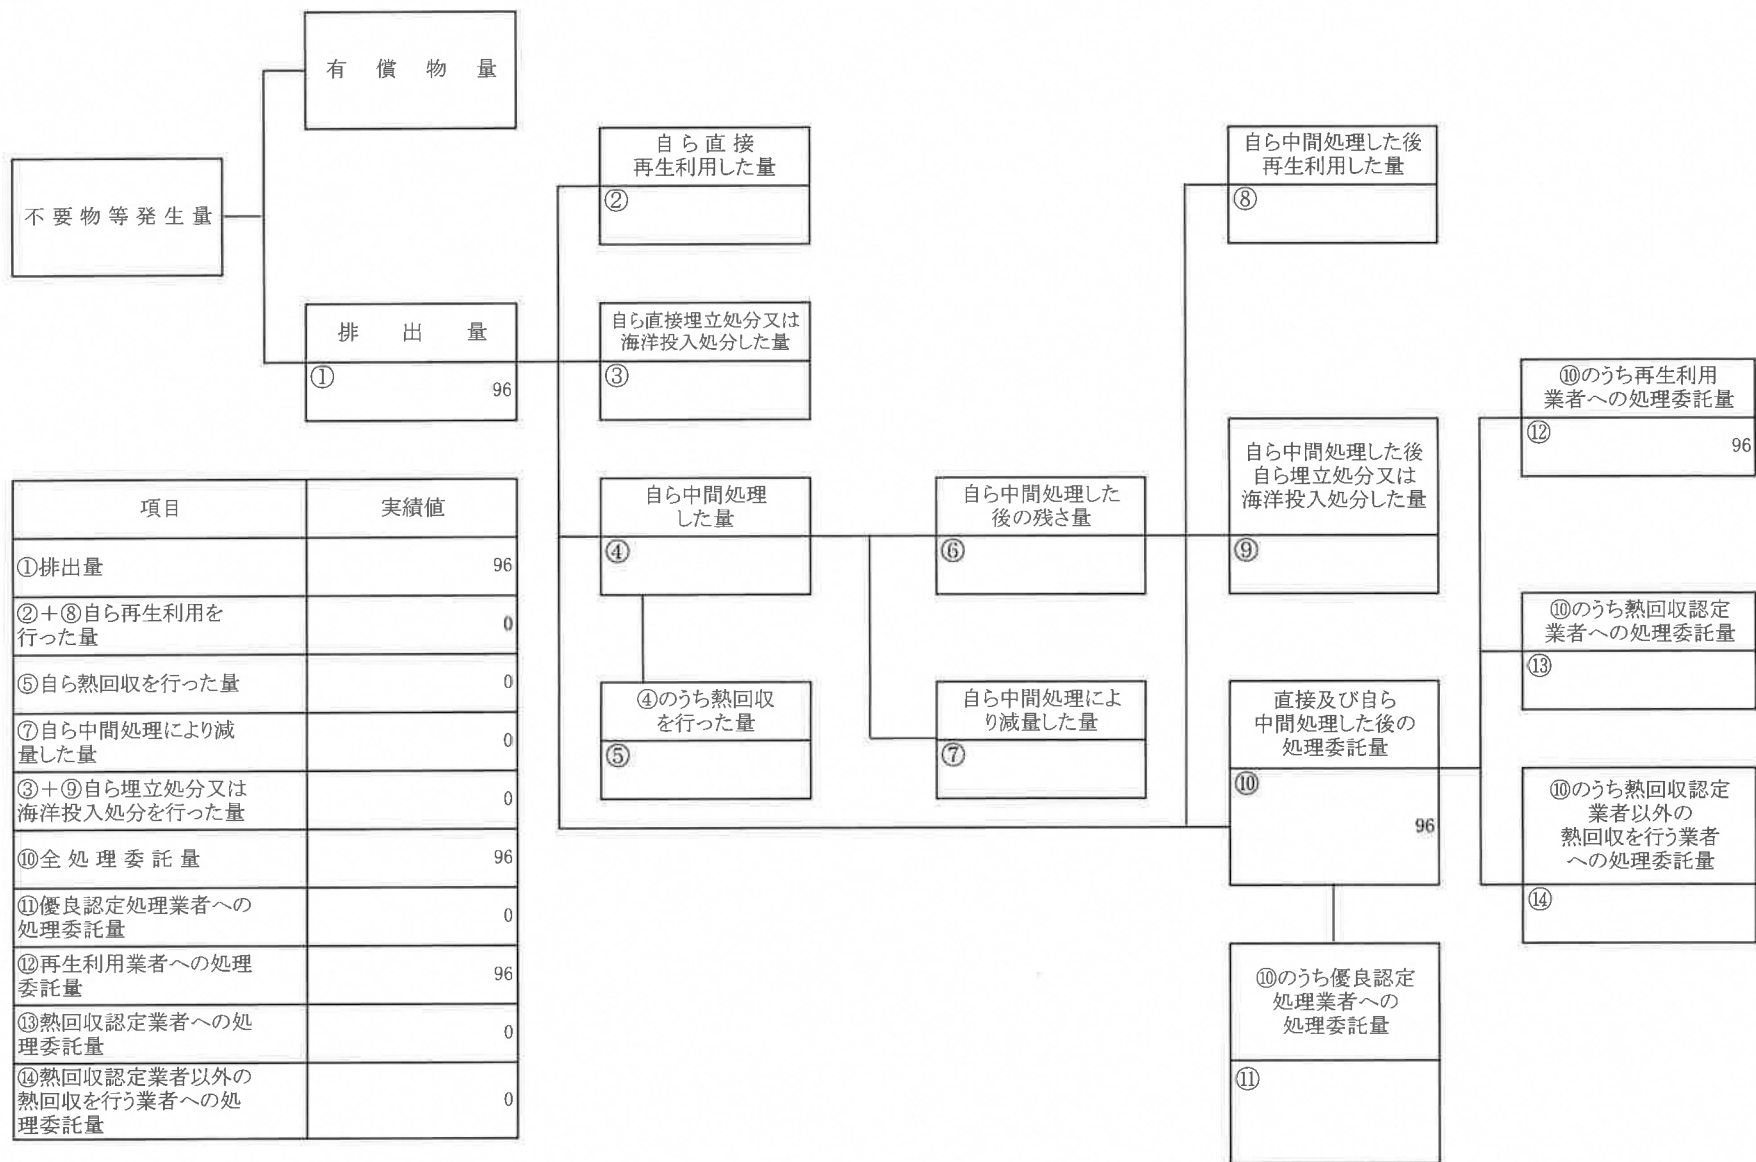 有償物量
不要物等発生量
排出量
①
96
自ら直接
再生利用した量
②
自ら直接埋立処分又は
海洋投入処分した量
③
自ら中間処理
した量
④
④のうち熱回収
を行った量
⑤
自ら中間処理した
後の残さ量
⑥
自ら中間処理によ
り減量した量
⑦
自ら中間処理した後
再生利用した量
⑧
自ら中間処理した後
自ら埋立処分又は
海洋投入処分した量
⑨
直接及び自ら
中間処理した後の
処理委託量
⑩
96
⑩のうち優良認定
処理業者への
処理委託量
⑪
⑩のうち再生利用
業者への処理委託量
⑫
96
⑩のうち熱回収認定
業者への処理委託量
⑬
⑩のうち熱回収認定
業者以外の
熱回収を行う業者
への処理委託量
⑭
項目 実績値
①排出量 96
②+⑧自ら再生利用を
行った量 0
⑤自ら熱回収を行った量 0
⑦自ら中間処理により減
量した量 0
③+⑨自ら埋立処分又は
海洋投入処分を行った量 0
⑩全処理委託量 96
⑪優良認定処理業者への
処理委託量 0
⑫再生利用業者への処理
委託量 96
⑬熱回収認定業者への処
理委託量 0
⑭熱回収認定業者以外の
熱回収を行う業者への処
理委託量 0